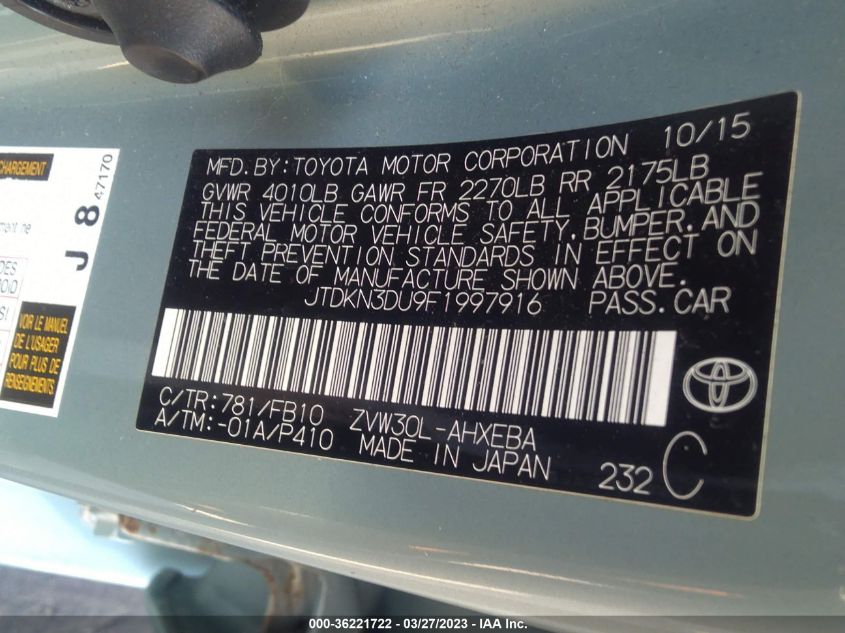 MFD.BY:TOYOTA MOTOR CORPORATION 10/15
GVWR 4010LB GAWR FR 2270LB RR 2175LB
THIS VEHICLE CONFORMS TO ALL APPLICABLE
FEDERAL MOTOR VEHICLE SAFETY,BUMPER,AND
THEFT PREVENTION STANDARDS IN EFFECT ON
THE DATE OF MANUFACTURE SHOWN ABOVE.
JTDKN3DU9F1997916 PASS.CAR
C/TR:781/FB10 ZVW30L-AHXEBA
A/TM:-01A/P410 MADE IN JAPAN
232 C
CHARGEMENT
J 8 47170
ne
VOIR LE MANUEL
DE L'USAGER
POUR PLUS DE
RENSEIGNEMENTS.
000-36221722 — 03/27/2023 — IAA Inc.